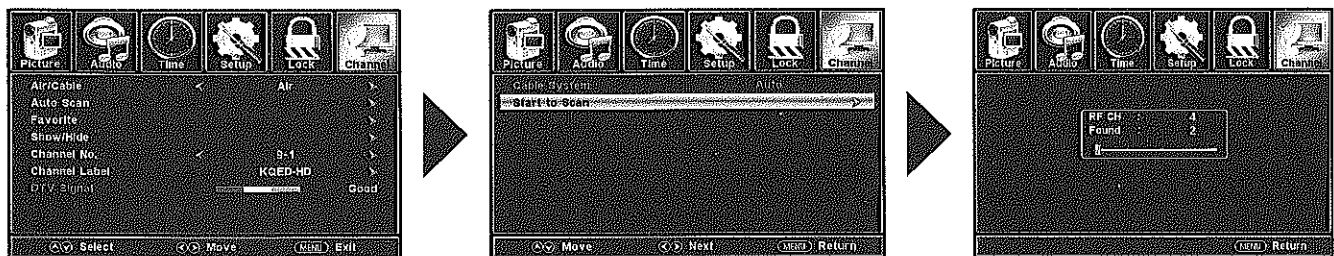 Picture Audio Time Setup Lock Channel
Air/Cable < Air >
Auto Scan >
Favorite >
Show/Hide >
Channel No. < 9-1 >
Channel Label KQED-HD >
DTV Signal Good
Select Move MENU Exit
Picture Audio Time Setup Lock Channel
Cable System Auto
Start to Scan >
Move Next MENU Return
Picture Audio Time Setup Lock Channel
RF CH : 4
Found : 2
MENU Return